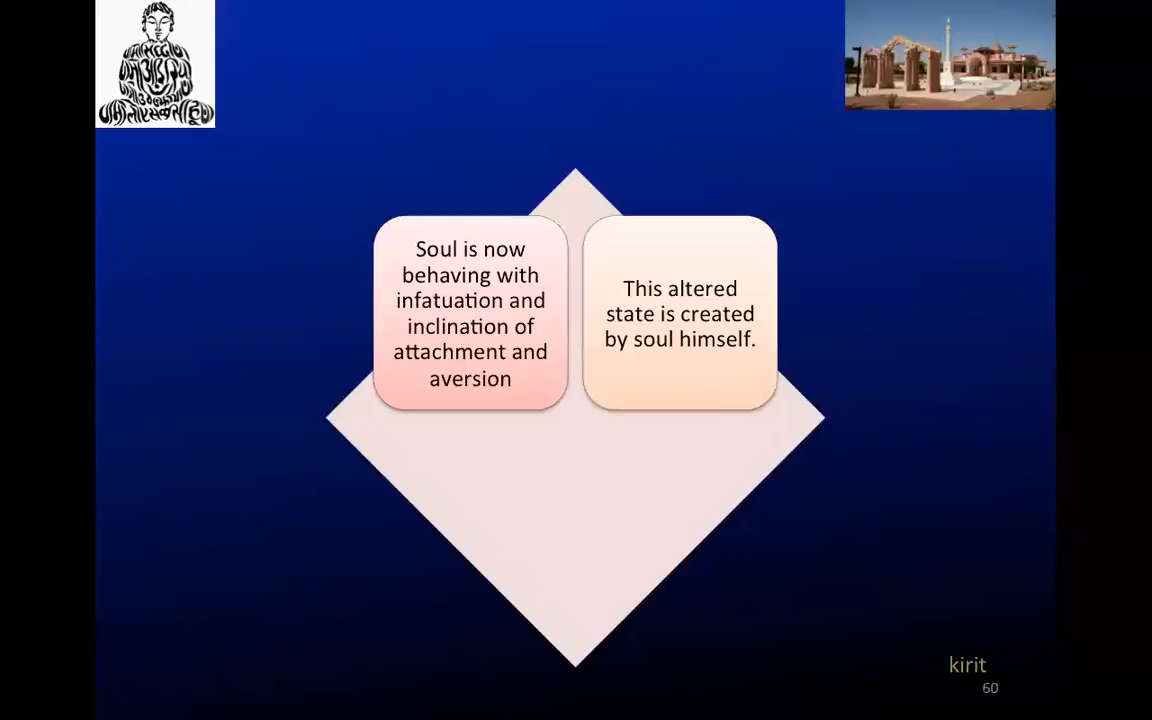 Soul is now
behaving with
infatuation and
inclination of
attachment and
aversion
This altered
state is created
by soul himself.
kirit
60